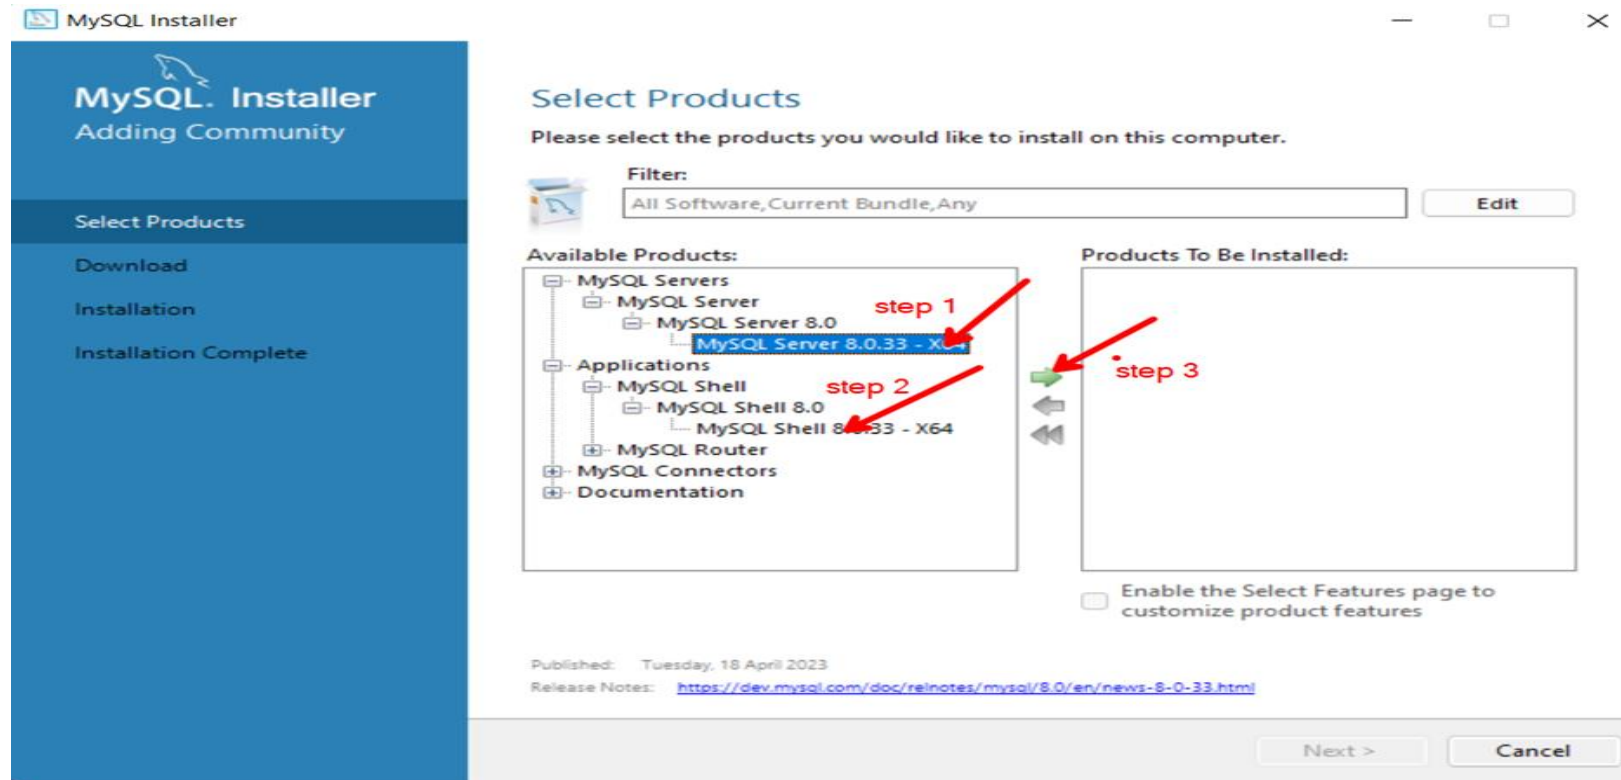 MySQL Installer
MySQL. Installer
Adding Community
Select Products
Download
Installation
Installation Complete
Select Products
Please select the products you would like to install on this computer.
Filter:
All Software,Current Bundle,Any
Edit
Available Products:
Products To Be Installed:
MySQL Servers
MySQL Server
step 1
MySQL Server 8.0
MySQL Server 8.0.33 - X64
Applications
MySQL Shell
step 2
step 3
MySQL Shell 8.0
MySQL Shell 8.0.33 - X64
MySQL Router
MySQL Connectors
Documentation
Enable the Select Features page to
customize product features
Published: Tuesday, 18 April 2023
Release Notes: https://dev.mysql.com/doc/relnotes/mysql/8.0/en/news-8-0-33.html
Next >
Cancel